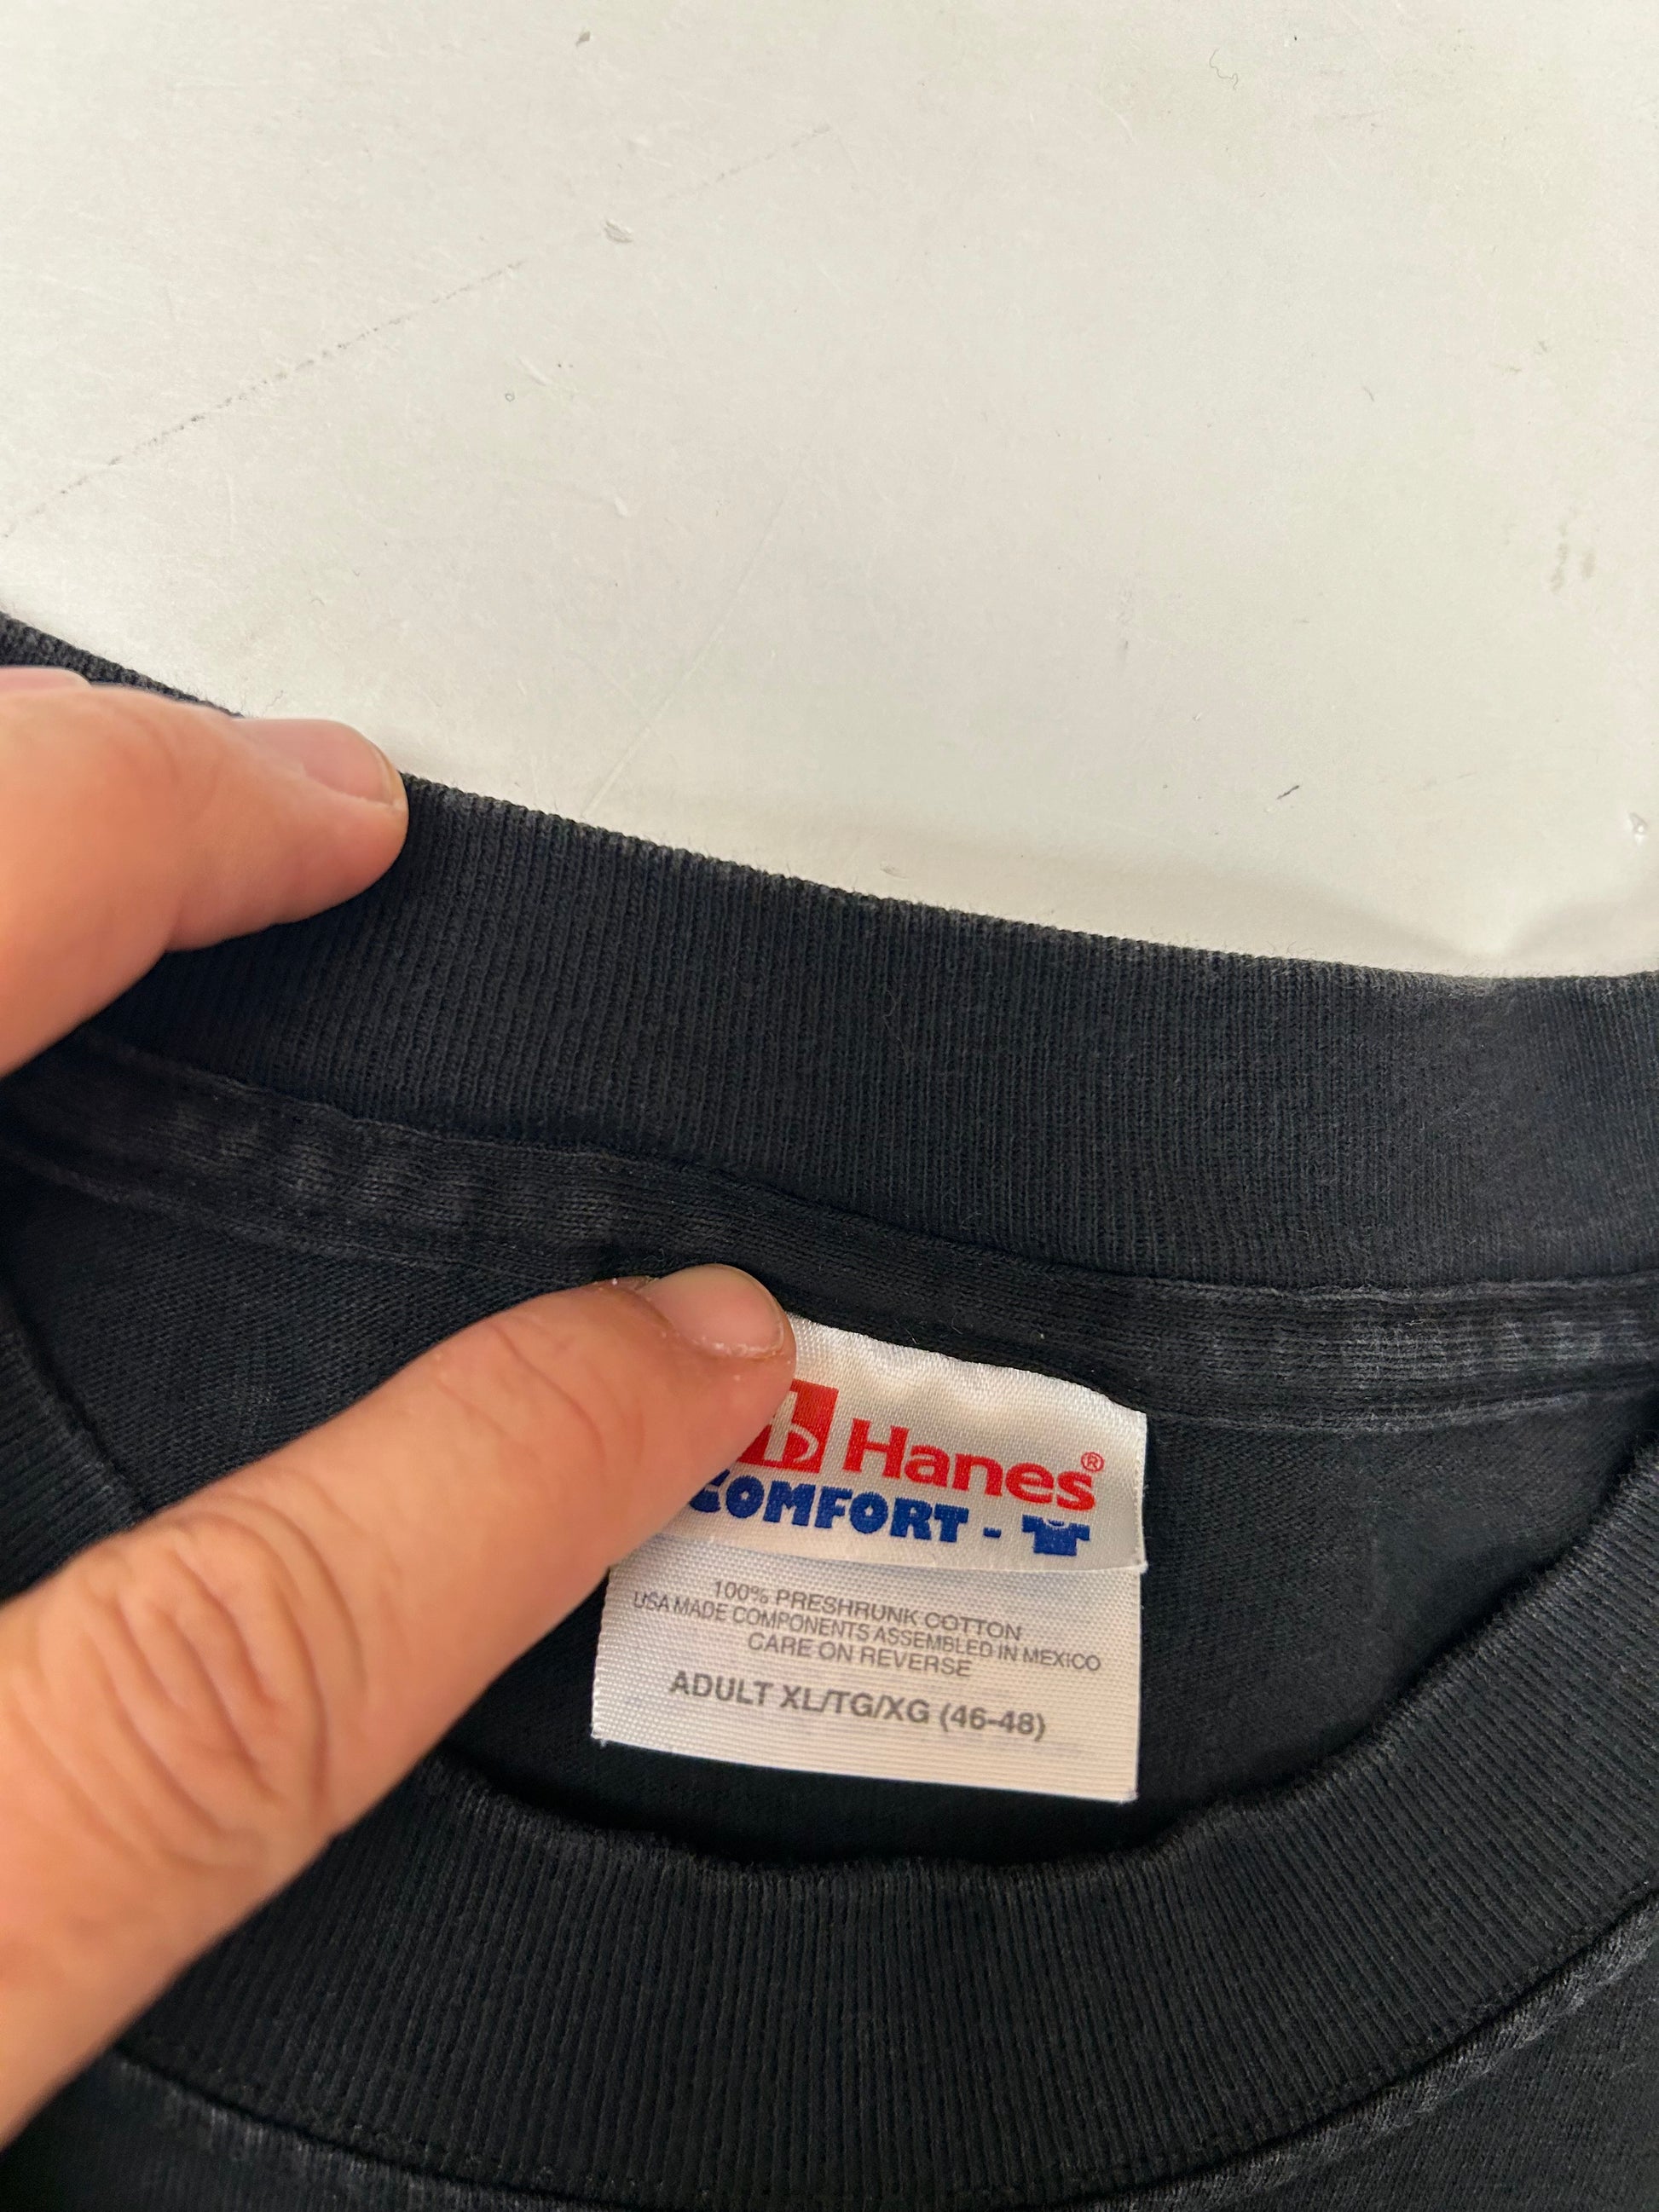 Hanes®
COMFORT -
100% PRESHRUNK COTTON
USA MADE COMPONENTS ASSEMBLED IN MEXICO
CARE ON REVERSE
ADULT XL/TG/XG (46-48)